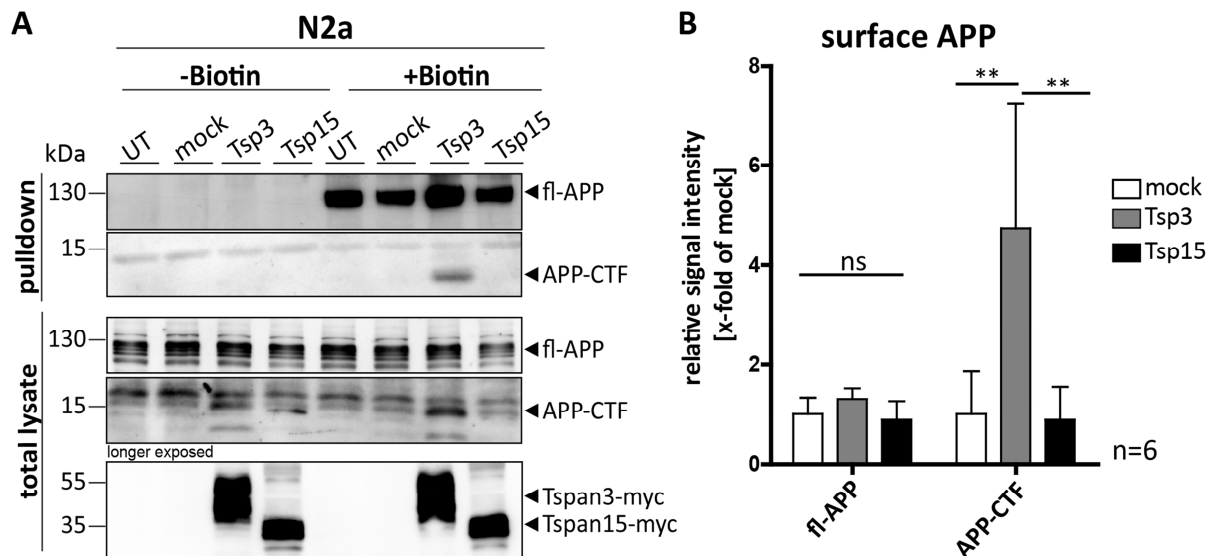 A
N2a
-Biotin +Biotin
kDa UT mock Tsp3 Tsp15 UT mock Tsp3 Tsp15
pulldown
130
fl-APP
15
APP-CTF
total lysate
130
fl-APP
15
APP-CTF
longer exposed
55
Tspan3-myc
35
Tspan15-myc
B
surface APP
relative signal intensity
[x-fold of mock]
8
6
4
2
0
ns
**
**
mock
Tsp3
Tsp15
n=6
fl-APP
APP-CTF